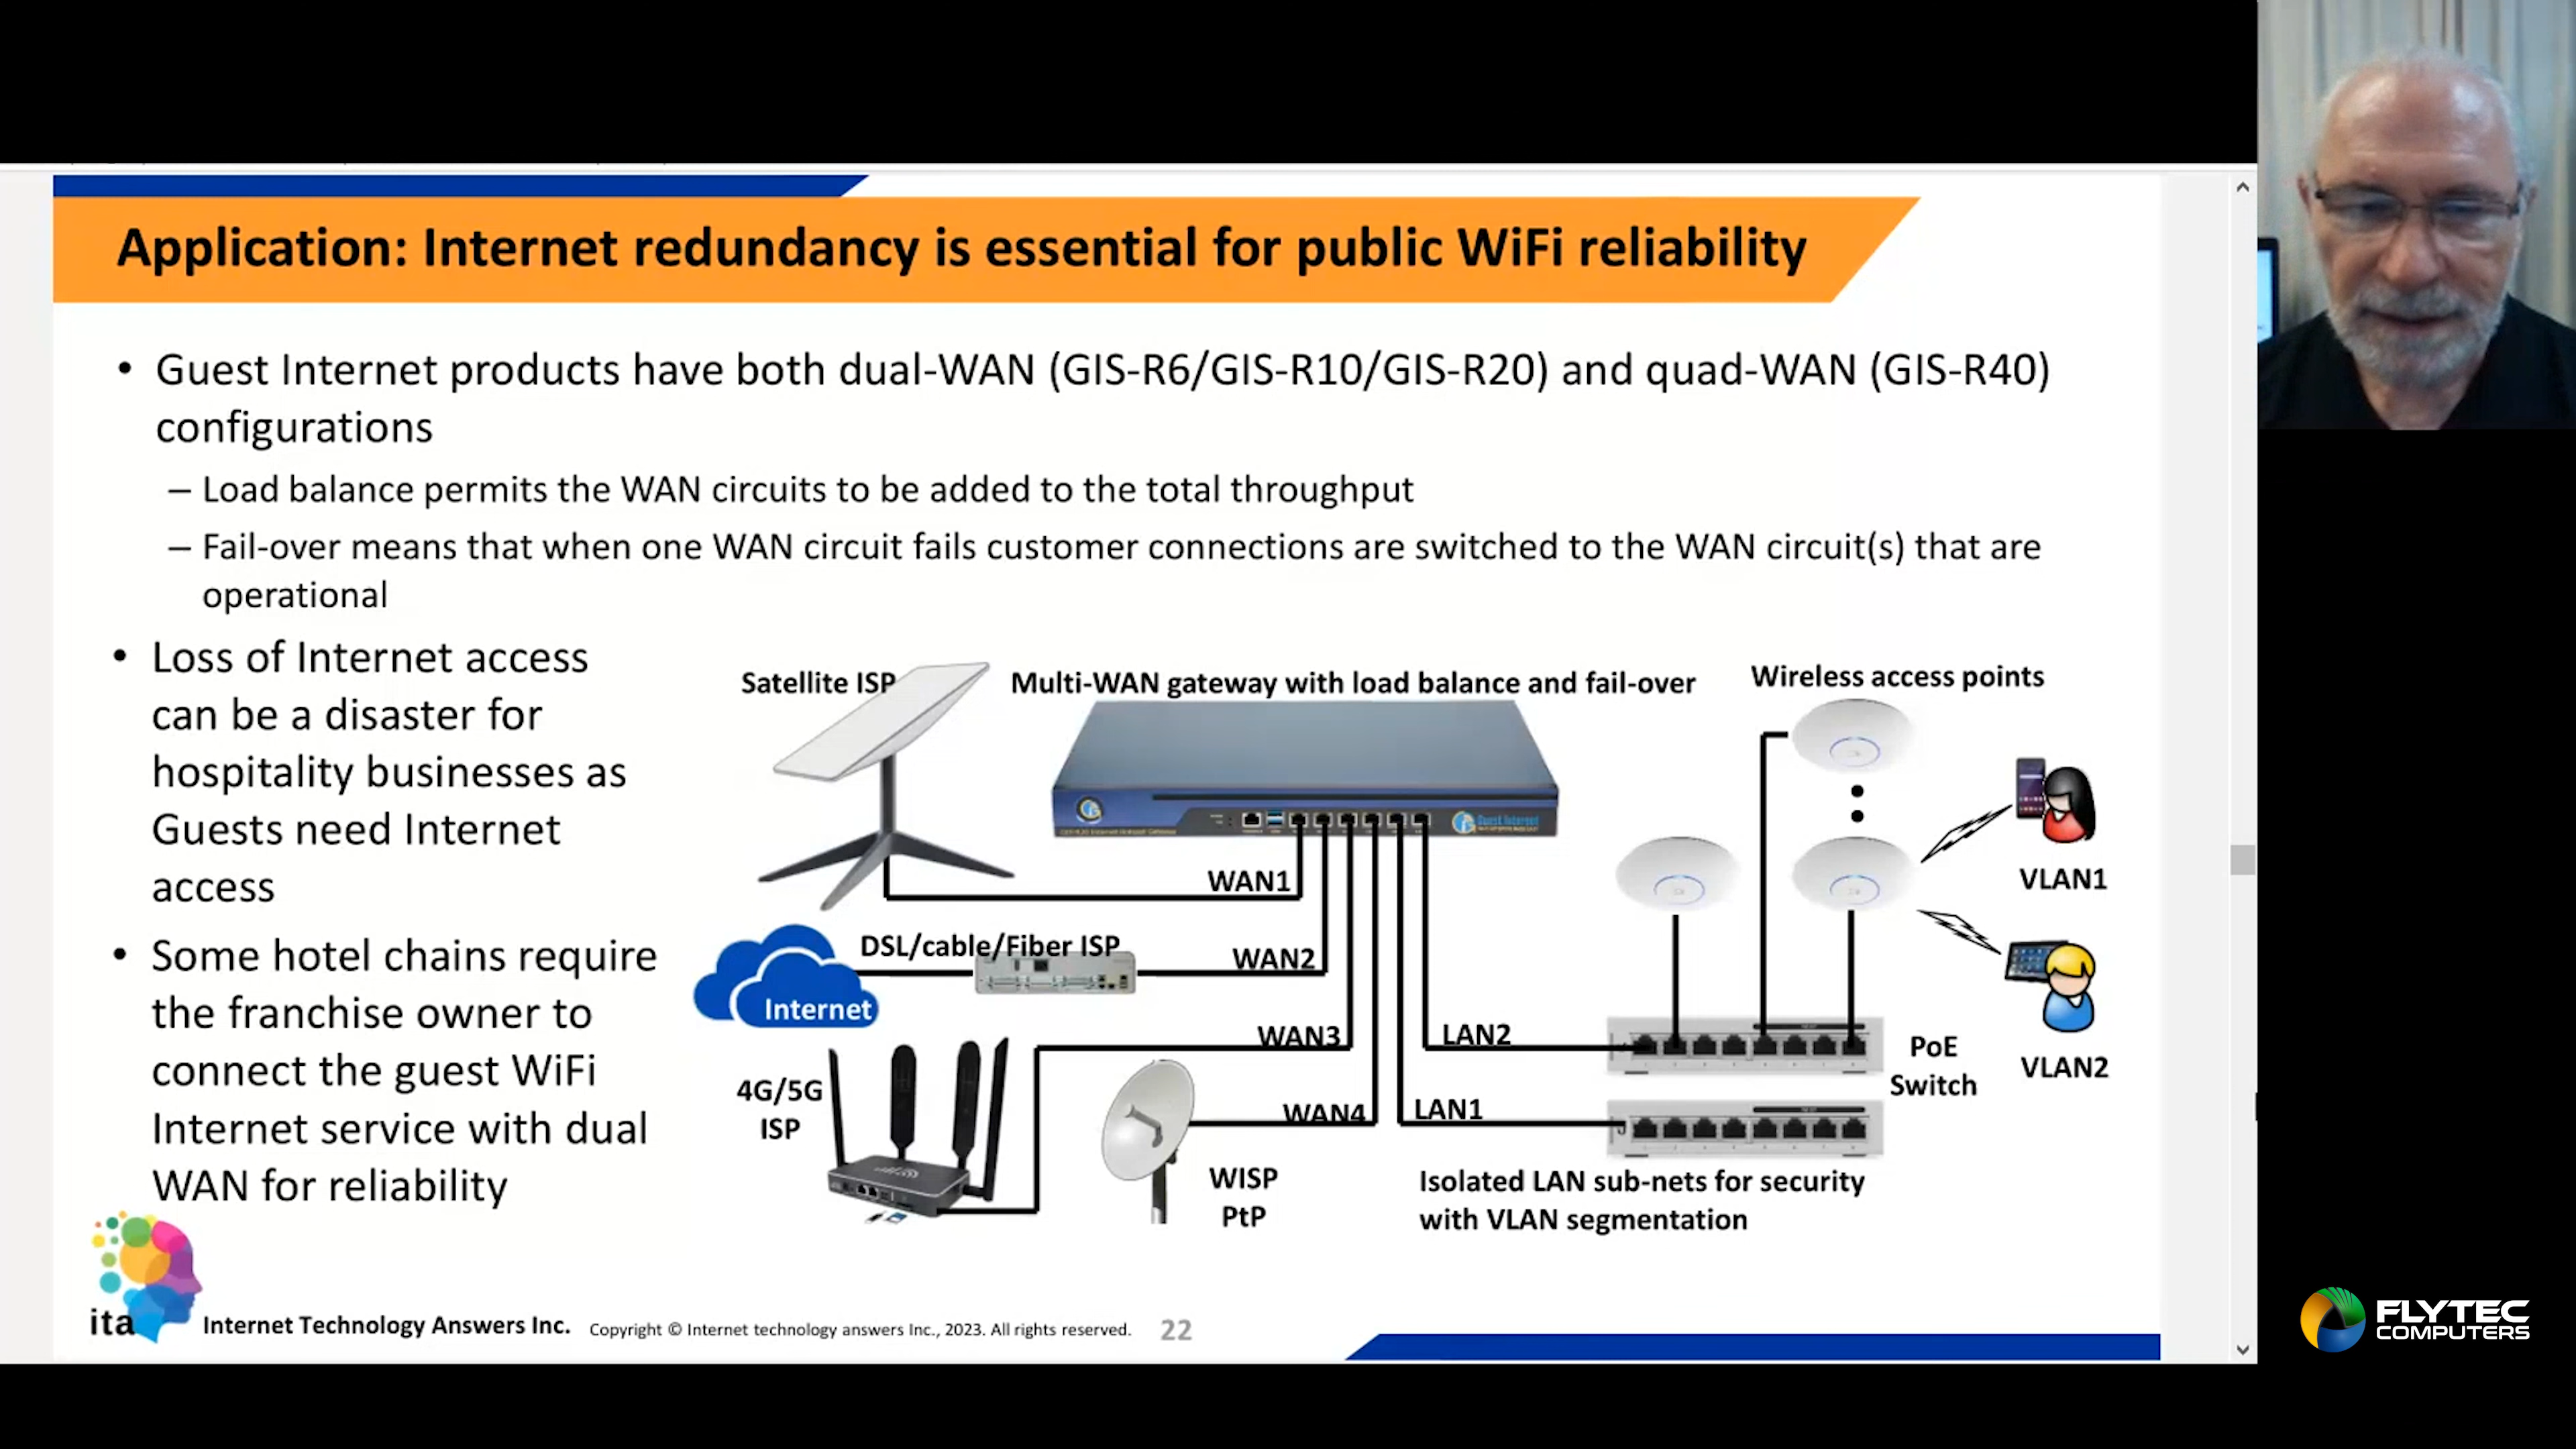 Application: Internet redundancy is essential for public WiFi reliability
• Guest Internet products have both dual-WAN (GIS-R6/GIS-R10/GIS-R20) and quad-WAN (GIS-R40)
configurations
– Load balance permits the WAN circuits to be added to the total throughput
– Fail-over means that when one WAN circuit fails customer connections are switched to the WAN circuit(s) that are
operational
• Loss of Internet access
can be a disaster for
hospitality businesses as
Guests need Internet
access
• Some hotel chains require
the franchise owner to
connect the guest WiFi
Internet service with dual
WAN for reliability
Satellite ISP
Multi-WAN gateway with load balance and fail-over
Wireless access points
Guest Internet
WAN1
VLAN1
DSL/cable/Fiber ISP
WAN2
Internet
WAN3
LAN2
PoE
Switch
VLAN2
4G/5G
ISP
WAN4
LAN1
WISP
PtP
Isolated LAN sub-nets for security
with VLAN segmentation
ita
Internet Technology Answers Inc.
Copyright © Internet technology answers Inc., 2023. All rights reserved.
22
FLYTEC
COMPUTERS